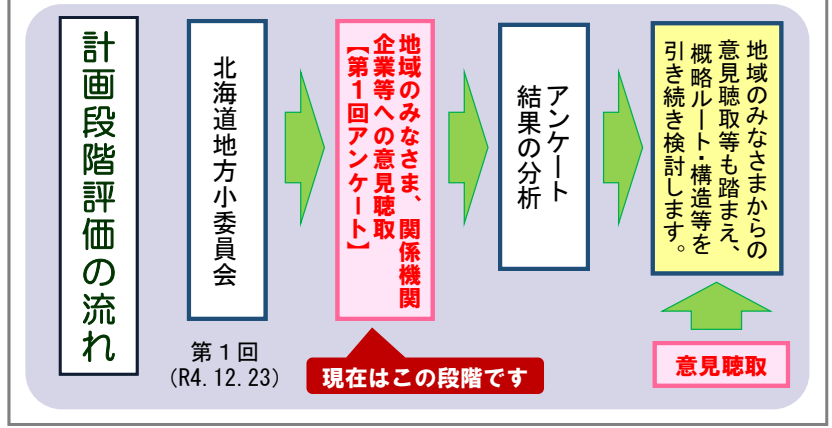 計画段階評価の流れ
北海道地方小委員会
第１回
（R4.12.23）
地域のみなさま、関係機関
企業等への意見聴取
【第１回アンケート】
現在はこの段階です
アンケート
結果の分析
地域のみなさまからの
意見聴取等も踏まえ、
概略ルート・構造等を
引き続き検討します。
意見聴取